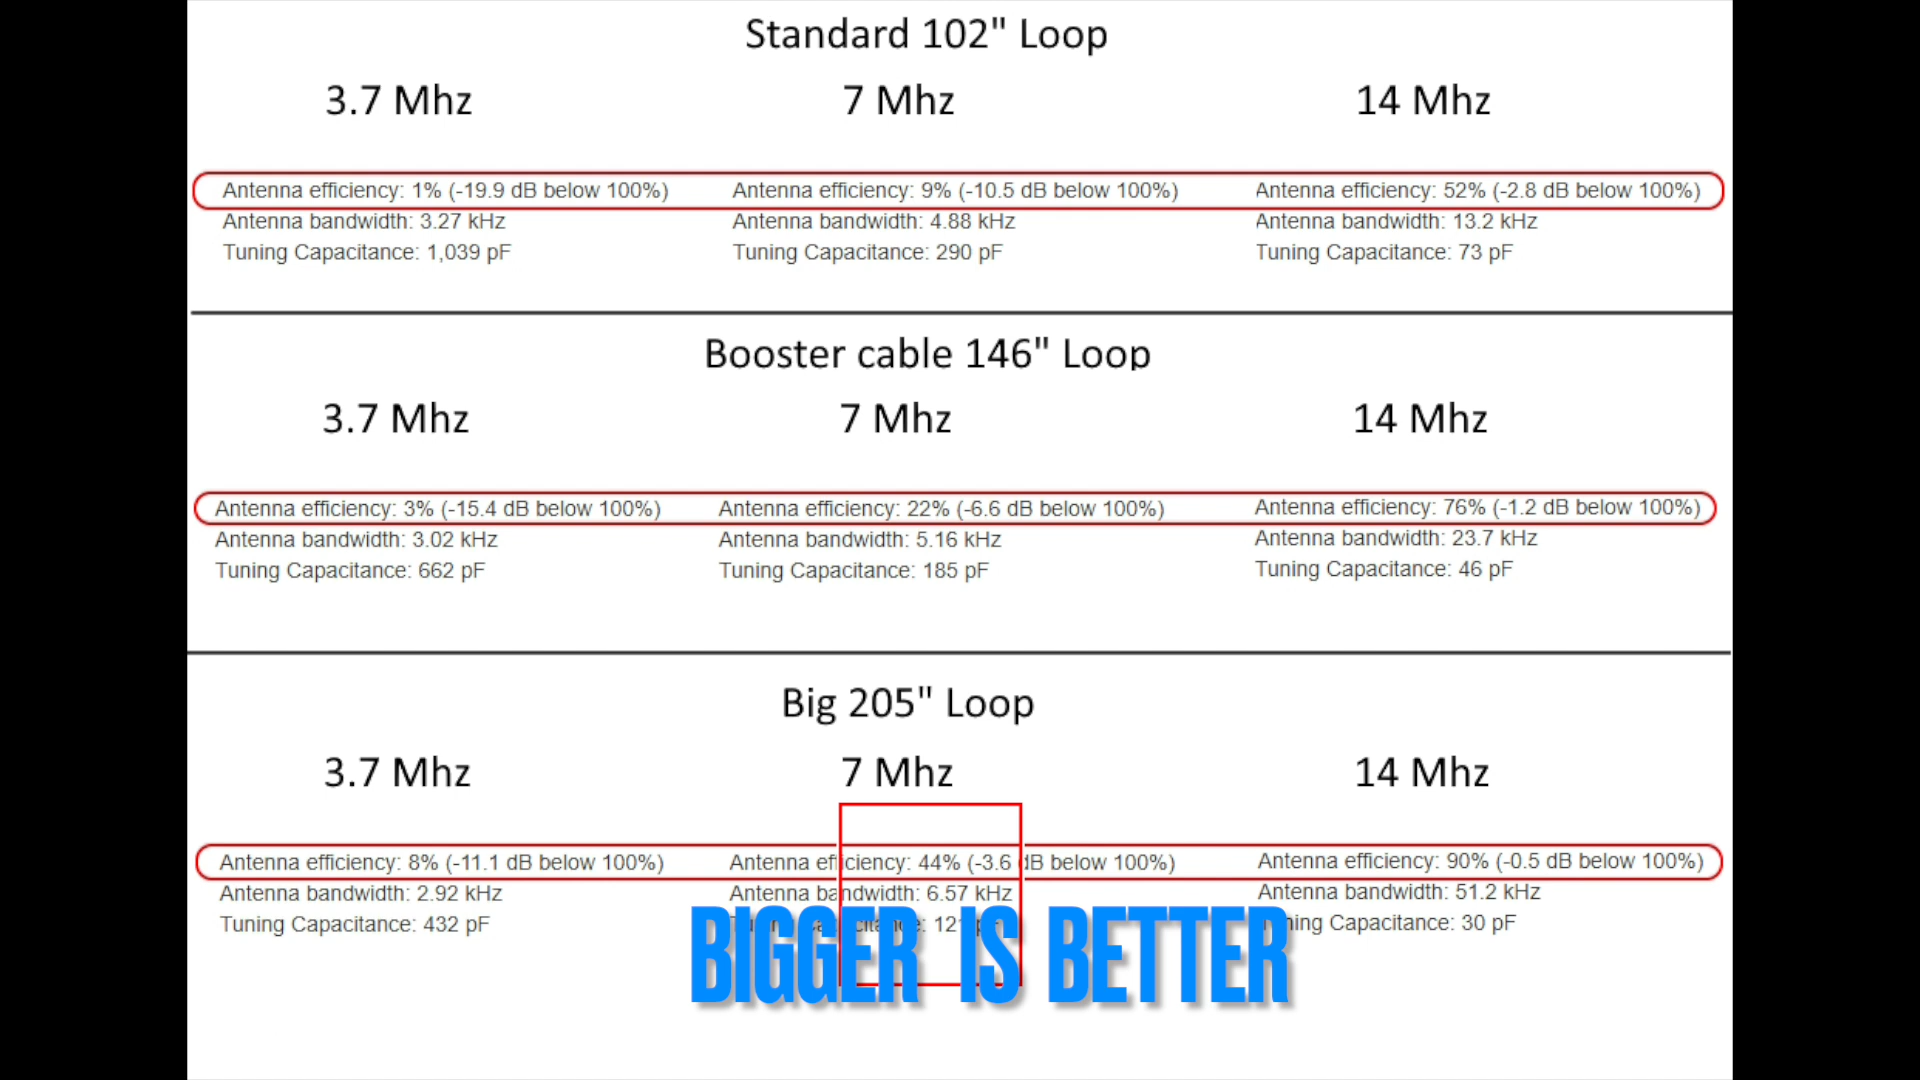 Standard 102" Loop
3.7 Mhz 7 Mhz 14 Mhz
Antenna efficiency: 1% (-19.9 dB below 100%) Antenna efficiency: 9% (-10.5 dB below 100%) Antenna efficiency: 52% (-2.8 dB below 100%)
Antenna bandwidth: 3.27 kHz Antenna bandwidth: 4.88 kHz Antenna bandwidth: 13.2 kHz
Tuning Capacitance: 1,039 pF Tuning Capacitance: 290 pF Tuning Capacitance: 73 pF
Booster cable 146" Loop
3.7 Mhz 7 Mhz 14 Mhz
Antenna efficiency: 3% (-15.4 dB below 100%) Antenna efficiency: 22% (-6.6 dB below 100%) Antenna efficiency: 76% (-1.2 dB below 100%)
Antenna bandwidth: 3.02 kHz Antenna bandwidth: 5.16 kHz Antenna bandwidth: 23.7 kHz
Tuning Capacitance: 662 pF Tuning Capacitance: 185 pF Tuning Capacitance: 46 pF
Big 205" Loop
3.7 Mhz 7 Mhz 14 Mhz
Antenna efficiency: 8% (-11.1 dB below 100%) Antenna efficiency: 44% (-3.6 dB below 100%) Antenna efficiency: 90% (-0.5 dB below 100%)
Antenna bandwidth: 2.92 kHz Antenna bandwidth: 6.57 kHz Antenna bandwidth: 51.2 kHz
Tuning Capacitance: 432 pF Tuning Capacitance: Tuning Capacitance: 30 pF
BIGGER IS BETTER